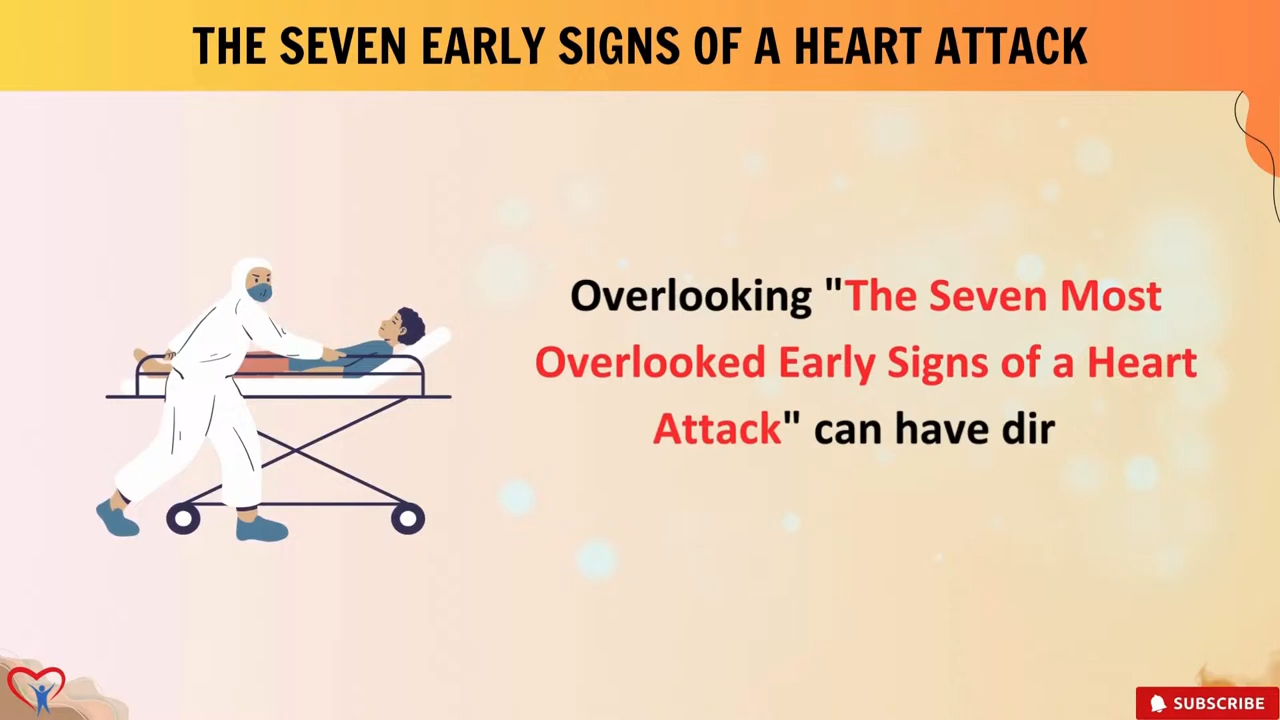 THE SEVEN EARLY SIGNS OF A HEART ATTACK
Overlooking "The Seven Most
Overlooked Early Signs of a Heart
Attack" can have dir
SUBSCRIBE